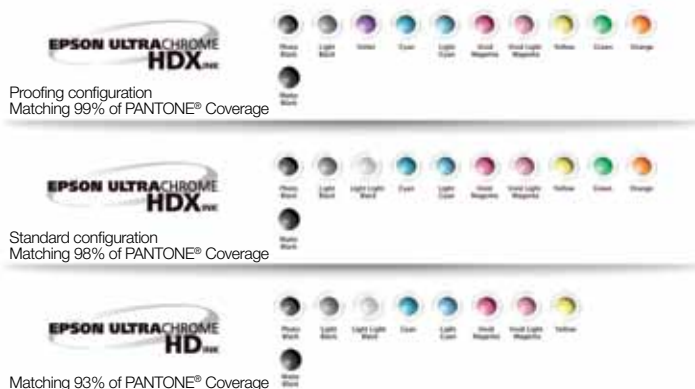 EPSON ULTRACHROME
HDX INK
Proofing configuration
Matching 99% of PANTONE® Coverage
Photo Black
Light Black
Violet
Cyan
Light Cyan
Vivid Magenta
Vivid Light Magenta
Yellow
Green
Orange
Matte Black
EPSON ULTRACHROME
HDX INK
Standard configuration
Matching 98% of PANTONE® Coverage
Photo Black
Light Black
Light Light Black
Cyan
Light Cyan
Vivid Magenta
Vivid Light Magenta
Yellow
Green
Orange
Matte Black
EPSON ULTRACHROME
HD INK
Matching 93% of PANTONE® Coverage
Photo Black
Light Black
Light Light Black
Cyan
Light Cyan
Vivid Magenta
Vivid Light Magenta
Yellow
Matte Black